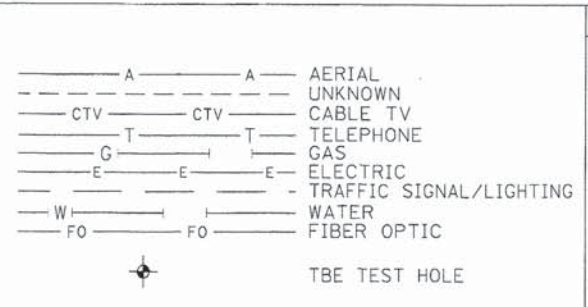 A A AERIAL
UNKNOWN
CTV CTV CABLE TV
T T TELEPHONE
G GAS
E E E ELECTRIC
TRAFFIC SIGNAL/LIGHTING
W WATER
FO FO FIBER OPTIC
TBE TEST HOLE